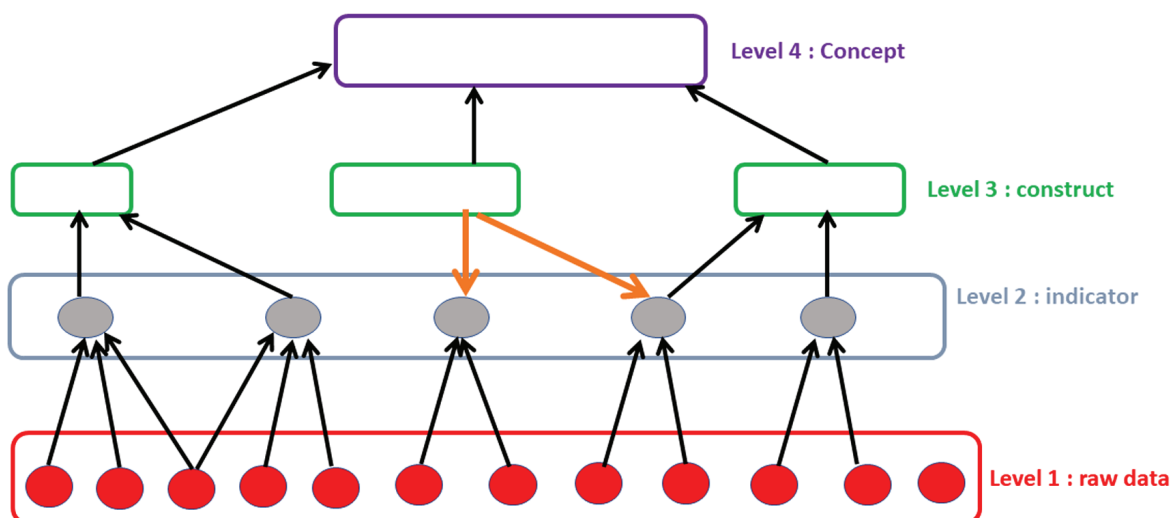 Level 4 : Concept
Level 3 : construct
Level 2 : indicator
Level 1 : raw data